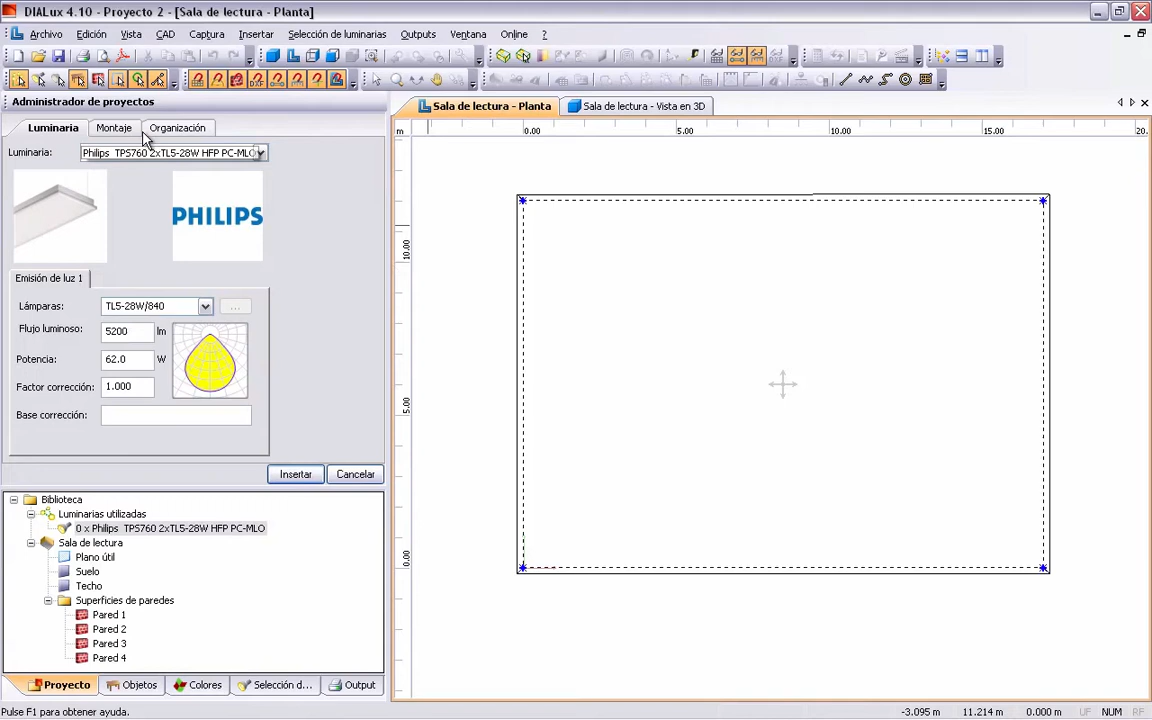 DIALux 4.10 - Proyecto 2 - [Sala de lectura - Planta]
Archivo Edición Vista CAD Captura Insertar Selección de luminarias Outputs Ventana Online ?
Administrador de proyectos
Luminaria Montaje Organización
Luminaria: Philips TPS760 2xTL5-28W HFP PC-MLO
PHILIPS
Emisión de luz 1
Lámparas: TL5-28W/840 ...
Flujo luminoso: 5200 lm
Potencia: 62.0 W
Factor corrección: 1.000
Base corrección:
Insertar Cancelar
Biblioteca
Luminarias utilizadas
0 x Philips TPS760 2xTL5-28W HFP PC-MLO
Sala de lectura
Plano útil
Suelo
Techo
Superficies de paredes
Pared 1
Pared 2
Pared 3
Pared 4
Proyecto Objetos Colores Selección d... Output
Sala de lectura - Planta Sala de lectura - Vista en 3D
m 0.00 5.00 10.00 15.00 20.
10.00
5.00
0.00
Pulse F1 para obtener ayuda. -3.095 m 11.214 m 0.000 m UF NUM RF